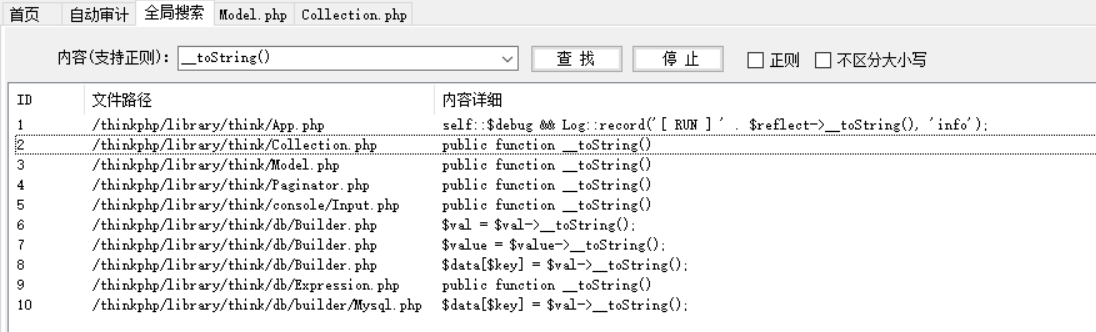 首页 自动审计 全局搜索 Model.php Collection.php
内容(支持正则): __toString() 查 找 停 止 正则 不区分大小写
ID 文件路径 内容详细
1 /thinkphp/library/think/App.php self::$debug && Log::record('[ RUN ] ' . $reflect->__toString(), 'info');
2 /thinkphp/library/think/Collection.php public function __toString()
3 /thinkphp/library/think/Model.php public function __toString()
4 /thinkphp/library/think/Paginator.php public function __toString()
5 /thinkphp/library/think/console/Input.php public function __toString()
6 /thinkphp/library/think/db/Builder.php $val = $val->__toString();
7 /thinkphp/library/think/db/Builder.php $value = $value->__toString();
8 /thinkphp/library/think/db/Builder.php $data[$key] = $val->__toString();
9 /thinkphp/library/think/db/Expression.php public function __toString()
10 /thinkphp/library/think/db/builder/Mysql.php $data[$key] = $val->__toString();